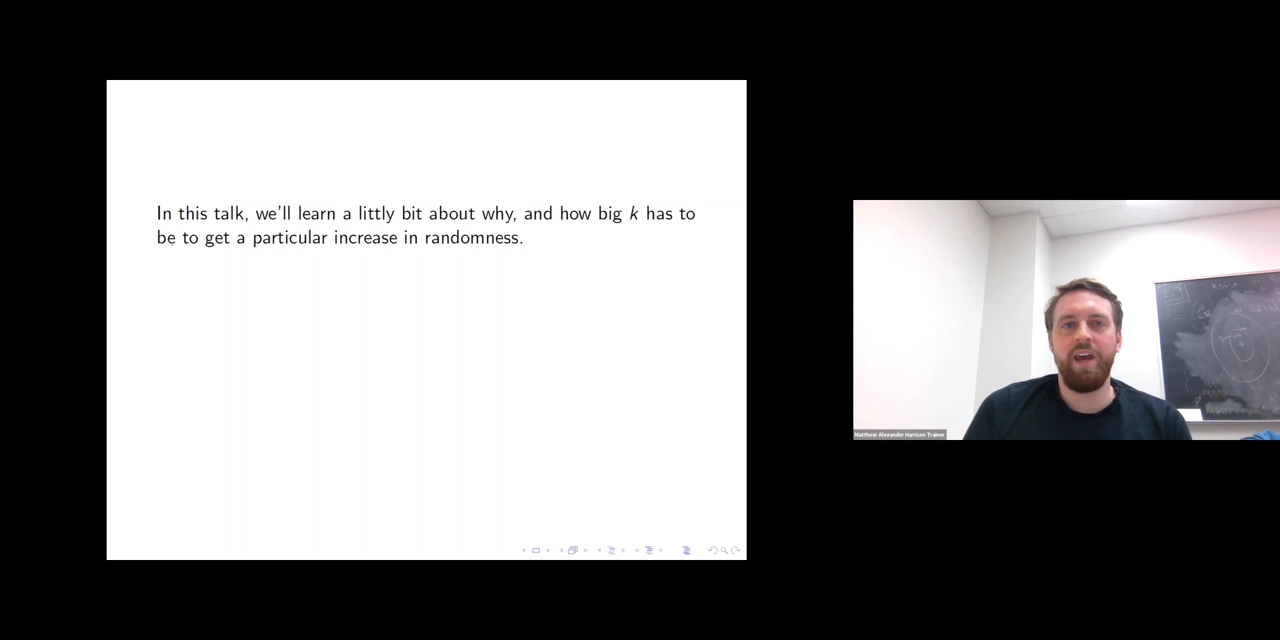 In this talk, we'll learn a littly bit about why, and how big k has to
be to get a particular increase in randomness.
Matthew Alexander Harrison Trainor